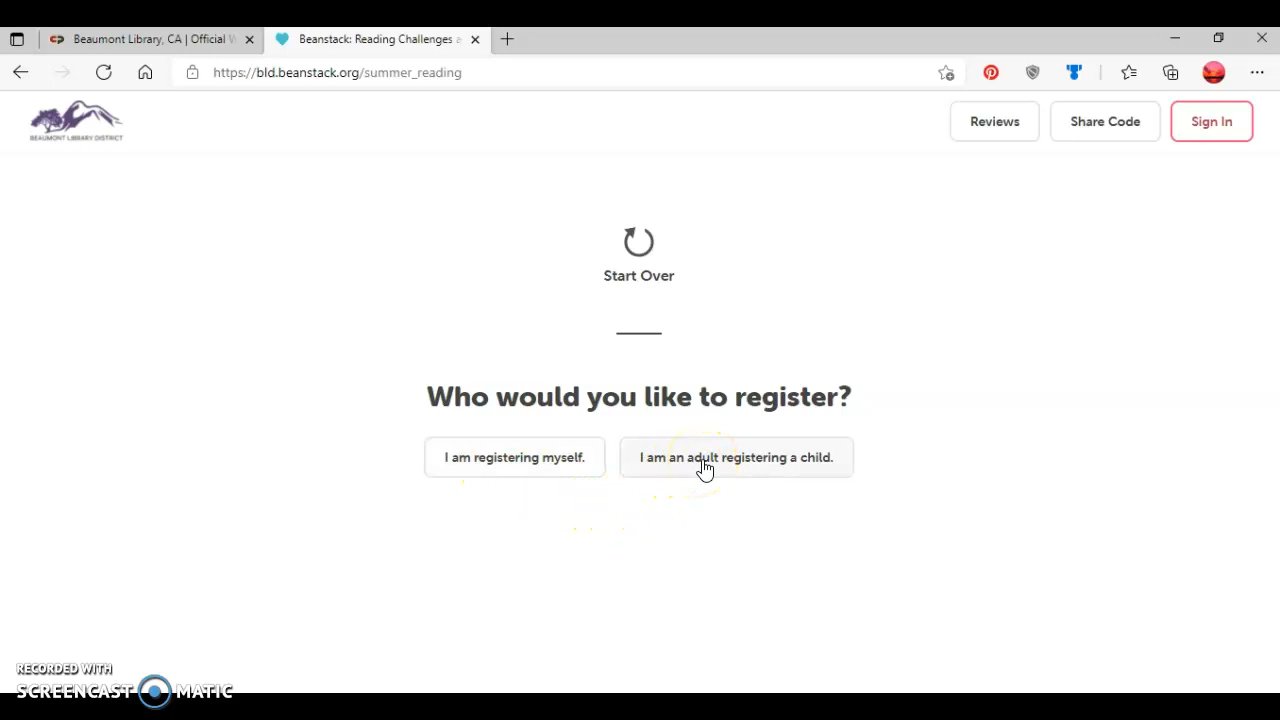 Beaumont Library, CA | Official W
Beanstack: Reading Challenges a
https://bld.beanstack.org/summer_reading
BEAUMONT LIBRARY DISTRICT
Reviews
Share Code
Sign In
Start Over
Who would you like to register?
I am registering myself.
I am an adult registering a child.
RECORDED WITH
SCREENCAST MATIC